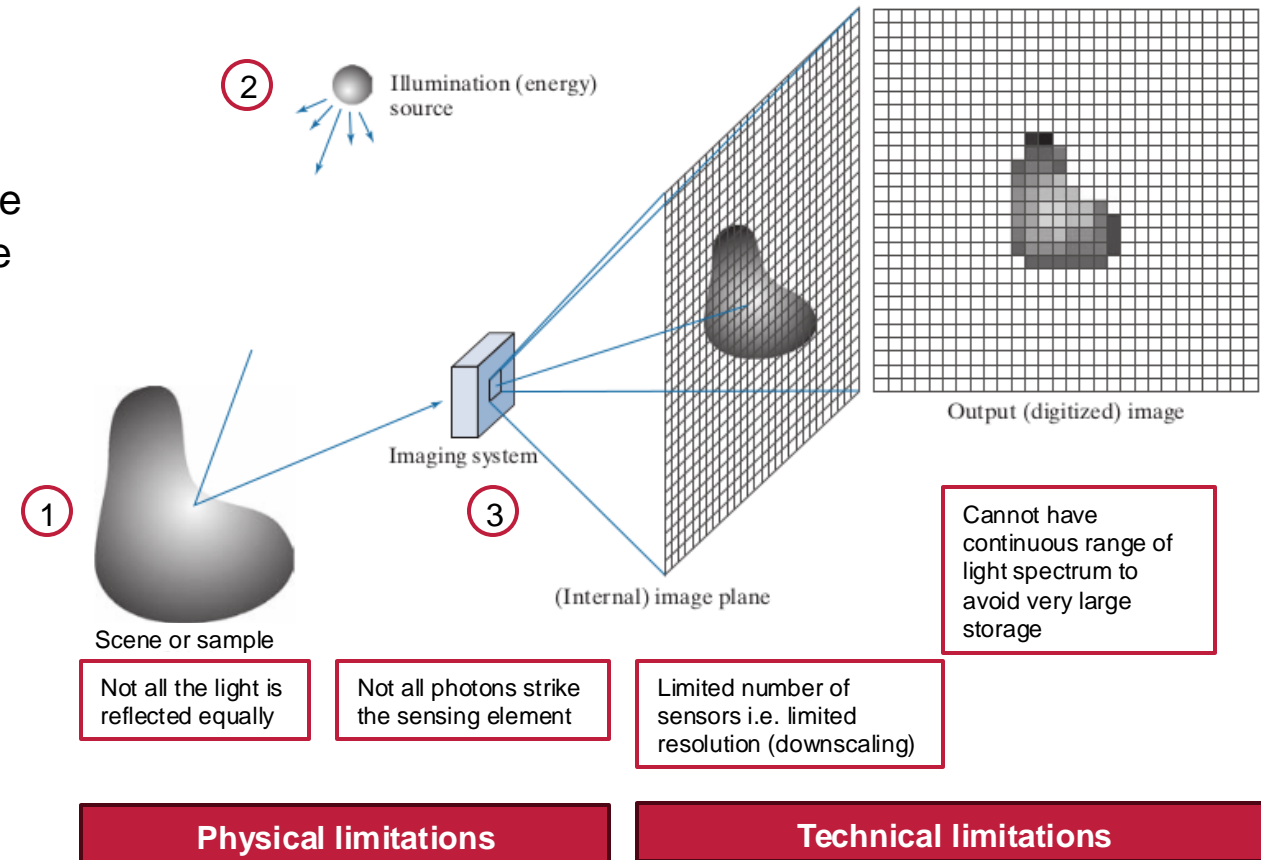 2
Illumination (energy)
source
e
e
Output (digitized) image
Imaging system
1
3
(Internal) image plane
Scene or sample
Not all the light is
reflected equally
Not all photons strike
the sensing element
Limited number of
sensors i.e. limited
resolution (downscaling)
Cannot have
continuous range of
light spectrum to
avoid very large
storage
Physical limitations
Technical limitations